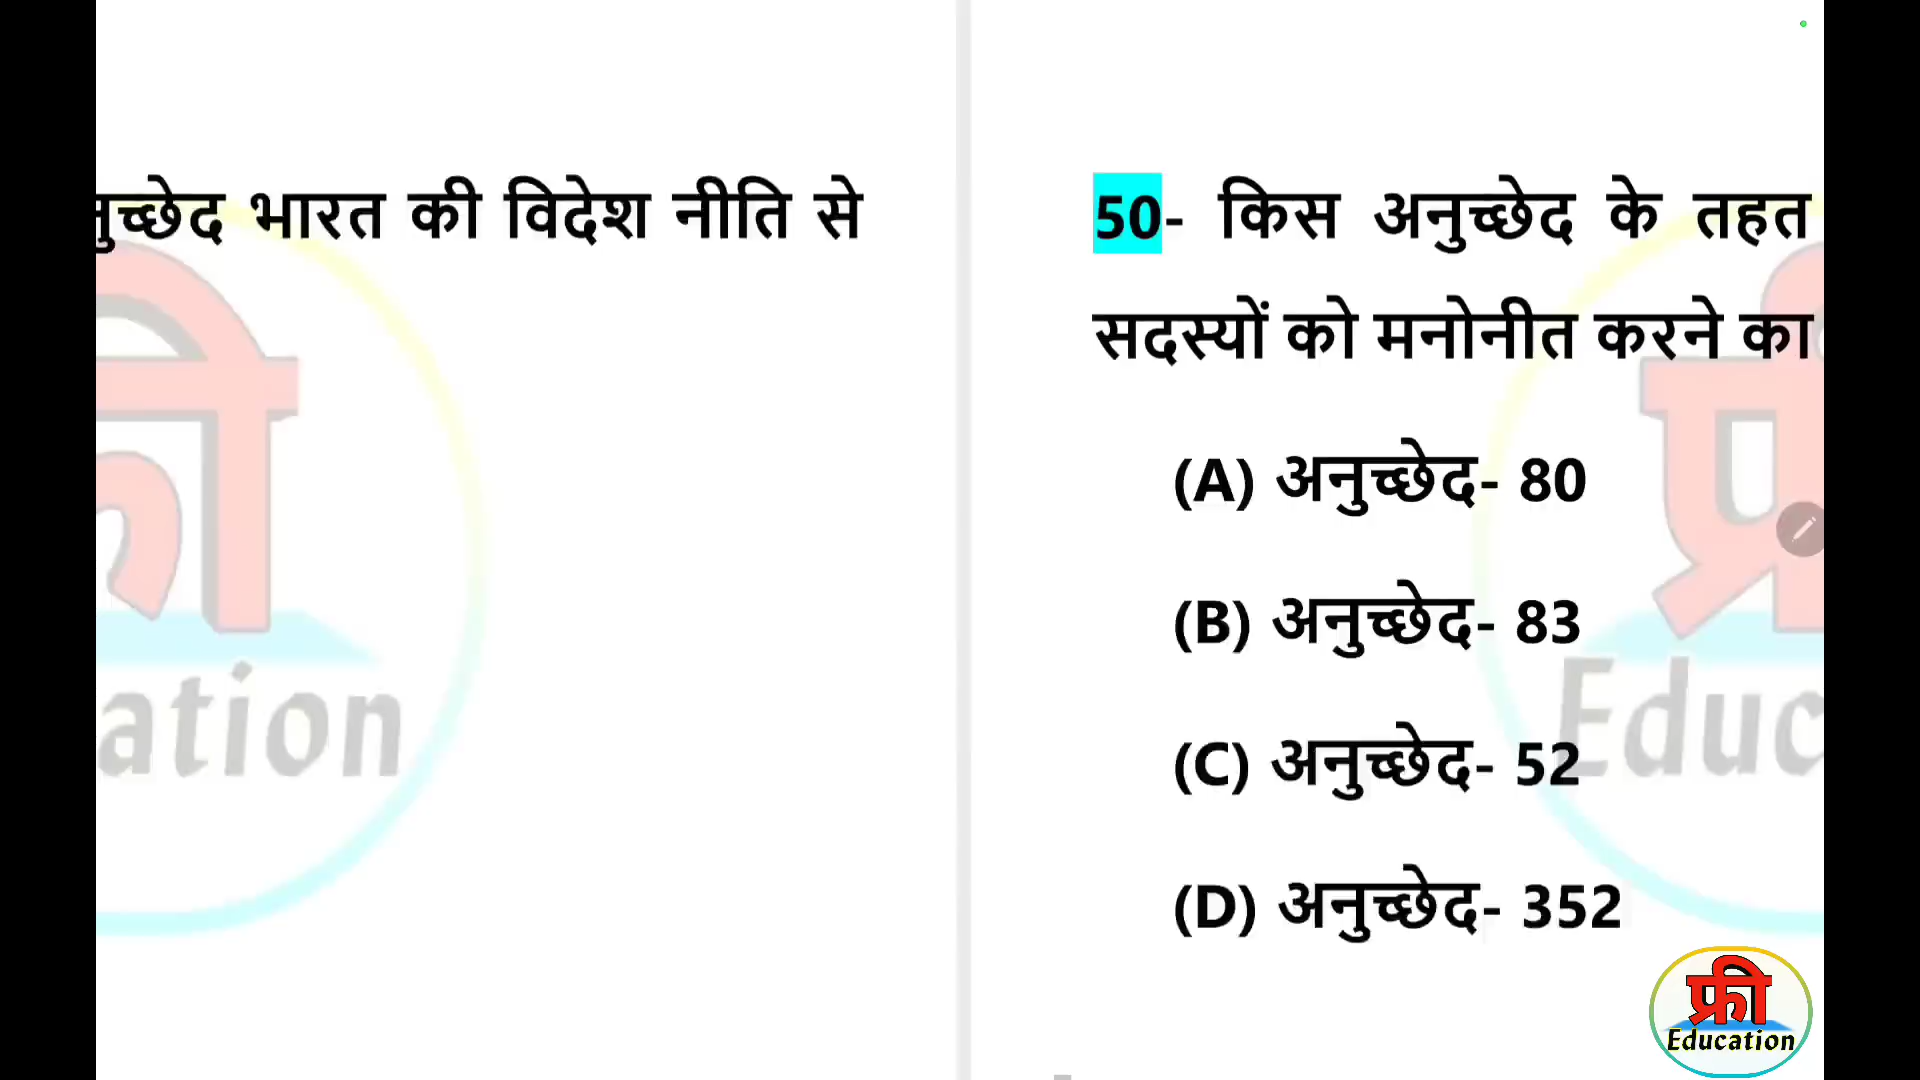 भारत की विदेश नीति से
50- किस अनुच्छेद के तहत
सदस्यों को मनोनीत करने का
(A) अनुच्छेद- 80
(B) अनुच्छेद- 83
(C) अनुच्छेद- 52
(D) अनुच्छेद- 352
फ्री
Education